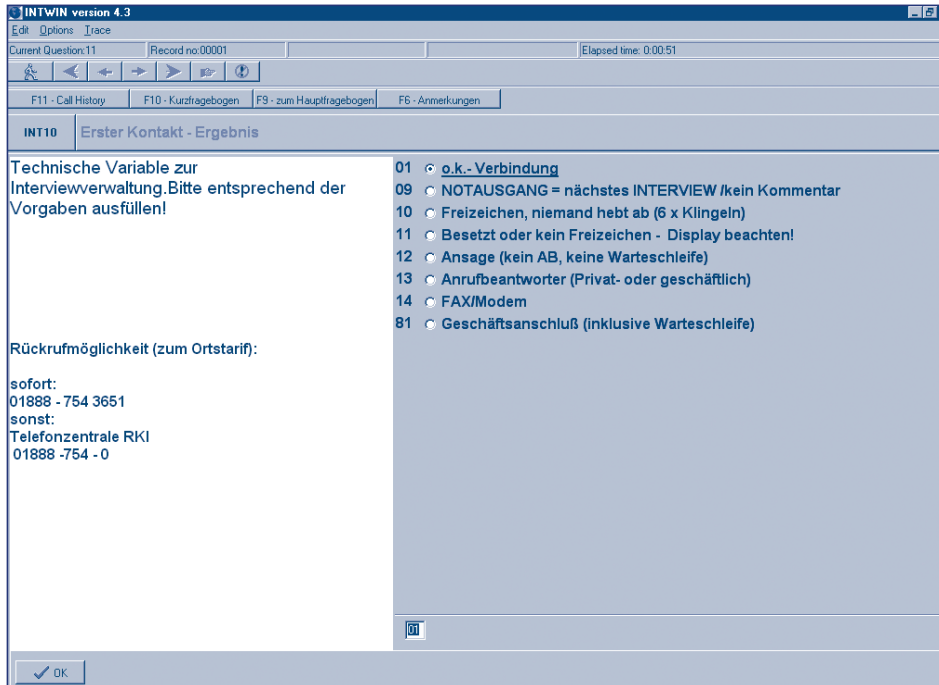 INTWIN version 4.3
Edit Options Trace
Current Question:11 Record no:00001 Elapsed time: 0:00:51
F11 - Call History F10 - Kurzfragebogen F9 - zum Hauptfragebogen F6 - Anmerkungen
INT10 Erster Kontakt - Ergebnis
Technische Variable zur
Interviewverwaltung.Bitte entsprechend der
Vorgaben ausfüllen!
Rückrufmöglichkeit (zum Ortstarif):
sofort:
01888 - 754 3651
sonst:
Telefonzentrale RKI
01888 -754 - 0
01 o.k.- Verbindung
09 NOTAUSGANG = nächstes INTERVIEW /kein Kommentar
10 Freizeichen, niemand hebt ab (6 x Klingeln)
11 Besetzt oder kein Freizeichen - Display beachten!
12 Ansage (kein AB, keine Warteschleife)
13 Anrufbeantworter (Privat- oder geschäftlich)
14 FAX/Modem
81 Geschäftsanschluß (inklusive Warteschleife)
01
OK